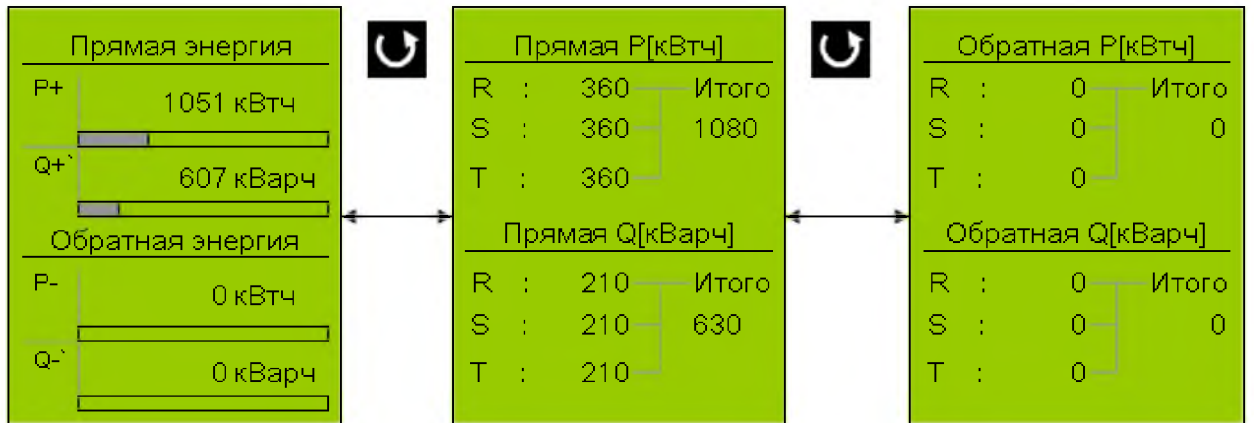 Прямая энергия
P+
1051 кВтч
Q+`
607 кВарч
Обратная энергия
P-
0 кВтч
Q-`
0 кВарч
Прямая P[кВтч]
R : 360 Итого
S : 360 1080
T : 360
Прямая Q[кВарч]
R : 210 Итого
S : 210 630
T : 210
Обратная P[кВтч]
R : 0 Итого
S : 0 0
T : 0
Обратная Q[кВарч]
R : 0 Итого
S : 0 0
T : 0